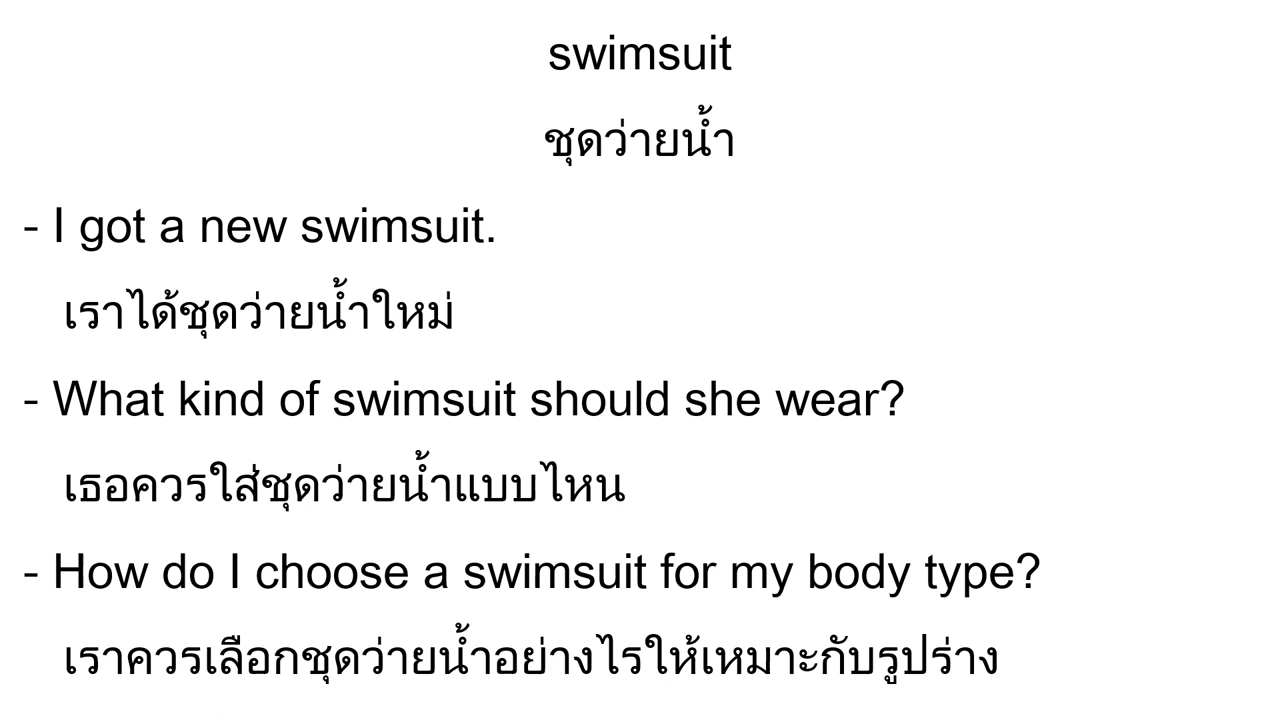 swimsuit
ชุดว่ายน้ำ
- I got a new swimsuit.
เราได้ชุดว่ายน้ำใหม่
- What kind of swimsuit should she wear?
เธอควรใส่ชุดว่ายน้ำแบบไหน
- How do I choose a swimsuit for my body type?
เราควรเลือกชุดว่ายน้ำอย่างไรให้เหมาะกับรูปร่าง